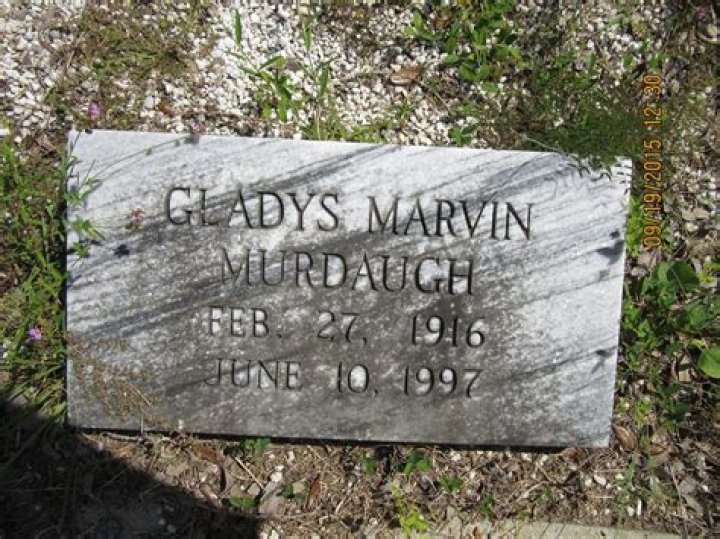 GLADYS MARVIN
MURDAUGH
FEB. 27, 1916
JUNE 10, 1997
09/19/2015 12:30